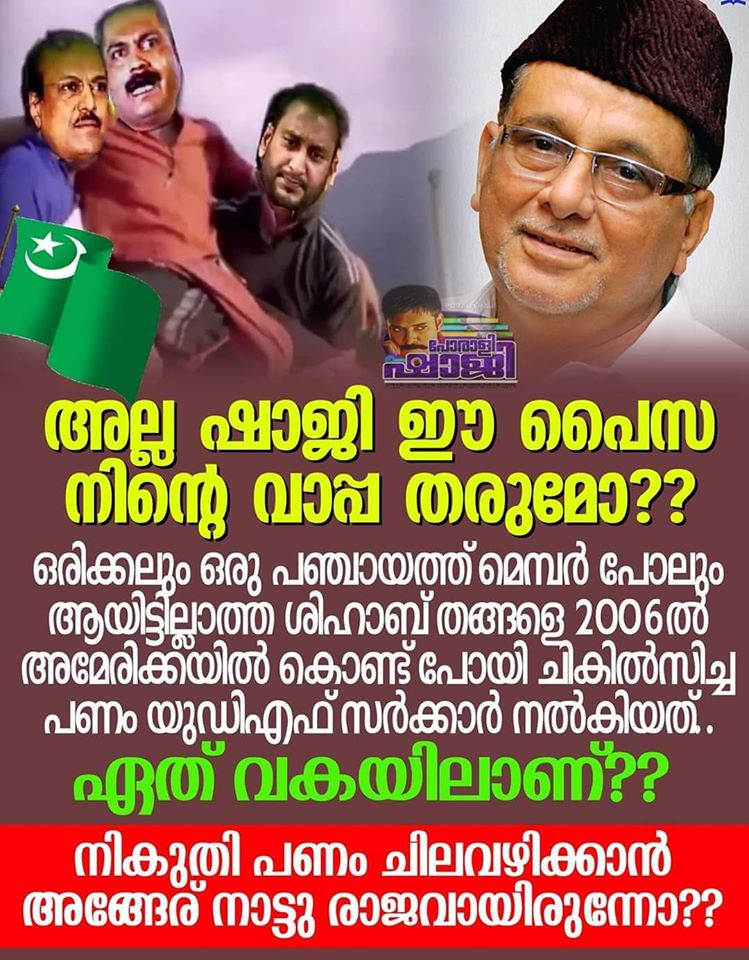 പോരാളി
ഷാജി
അല്ല ഷാജി ഈ പൈസ
നിന്റെ വാപ്പ തരുമോ??
ഒരിക്കലും ഒരു പഞ്ചായത്ത് മെമ്പർ പോലും
ആയിട്ടില്ലാത്ത ശിഹാബ് തങ്ങളെ 2006ൽ
അമേരിക്കയിൽ കൊണ്ട് പോയി ചികിൽസിച്ച
പണം യുഡിഎഫ് സർക്കാർ നൽകിയത്..
ഏത് വകയിലാണ്??
നികുതി പണം ചിലവഴിക്കാൻ
അങ്ങേര് നാട്ടു രാജവായിരുന്നോ??